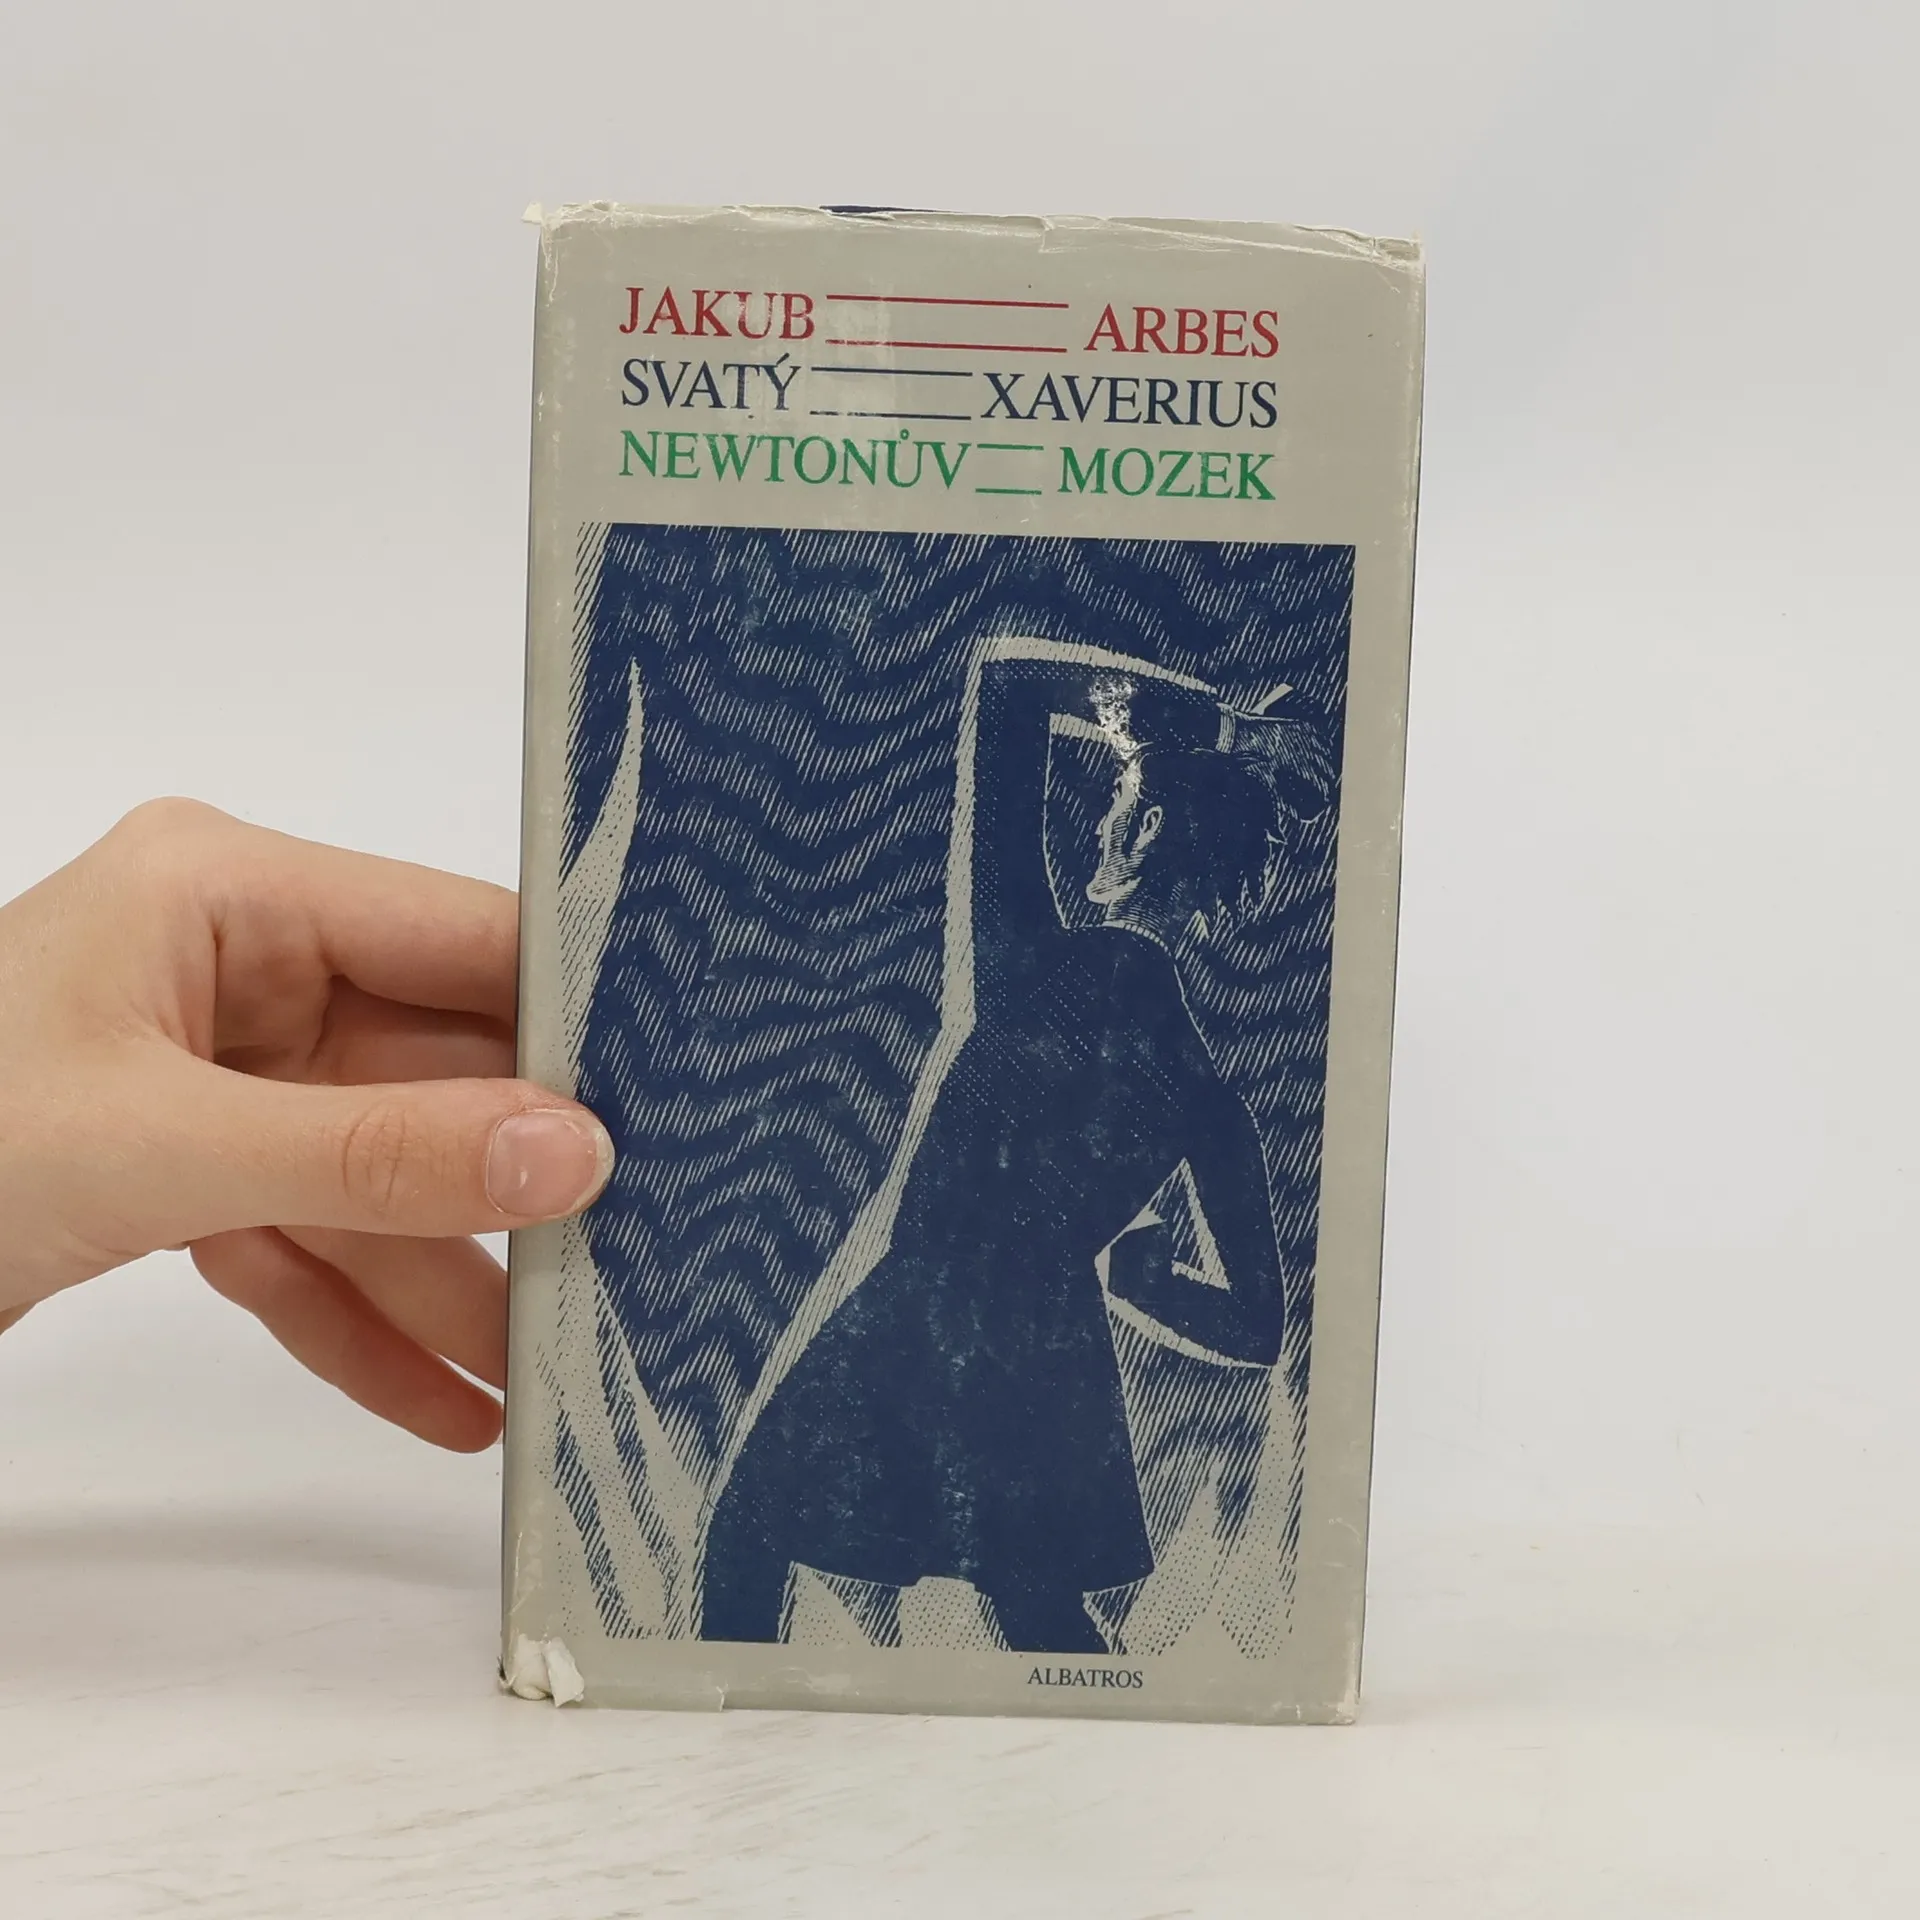 JAKUB ARBES
SVATÝ XAVERIUS
NEWTONŮV MOZEK
ALBATROS